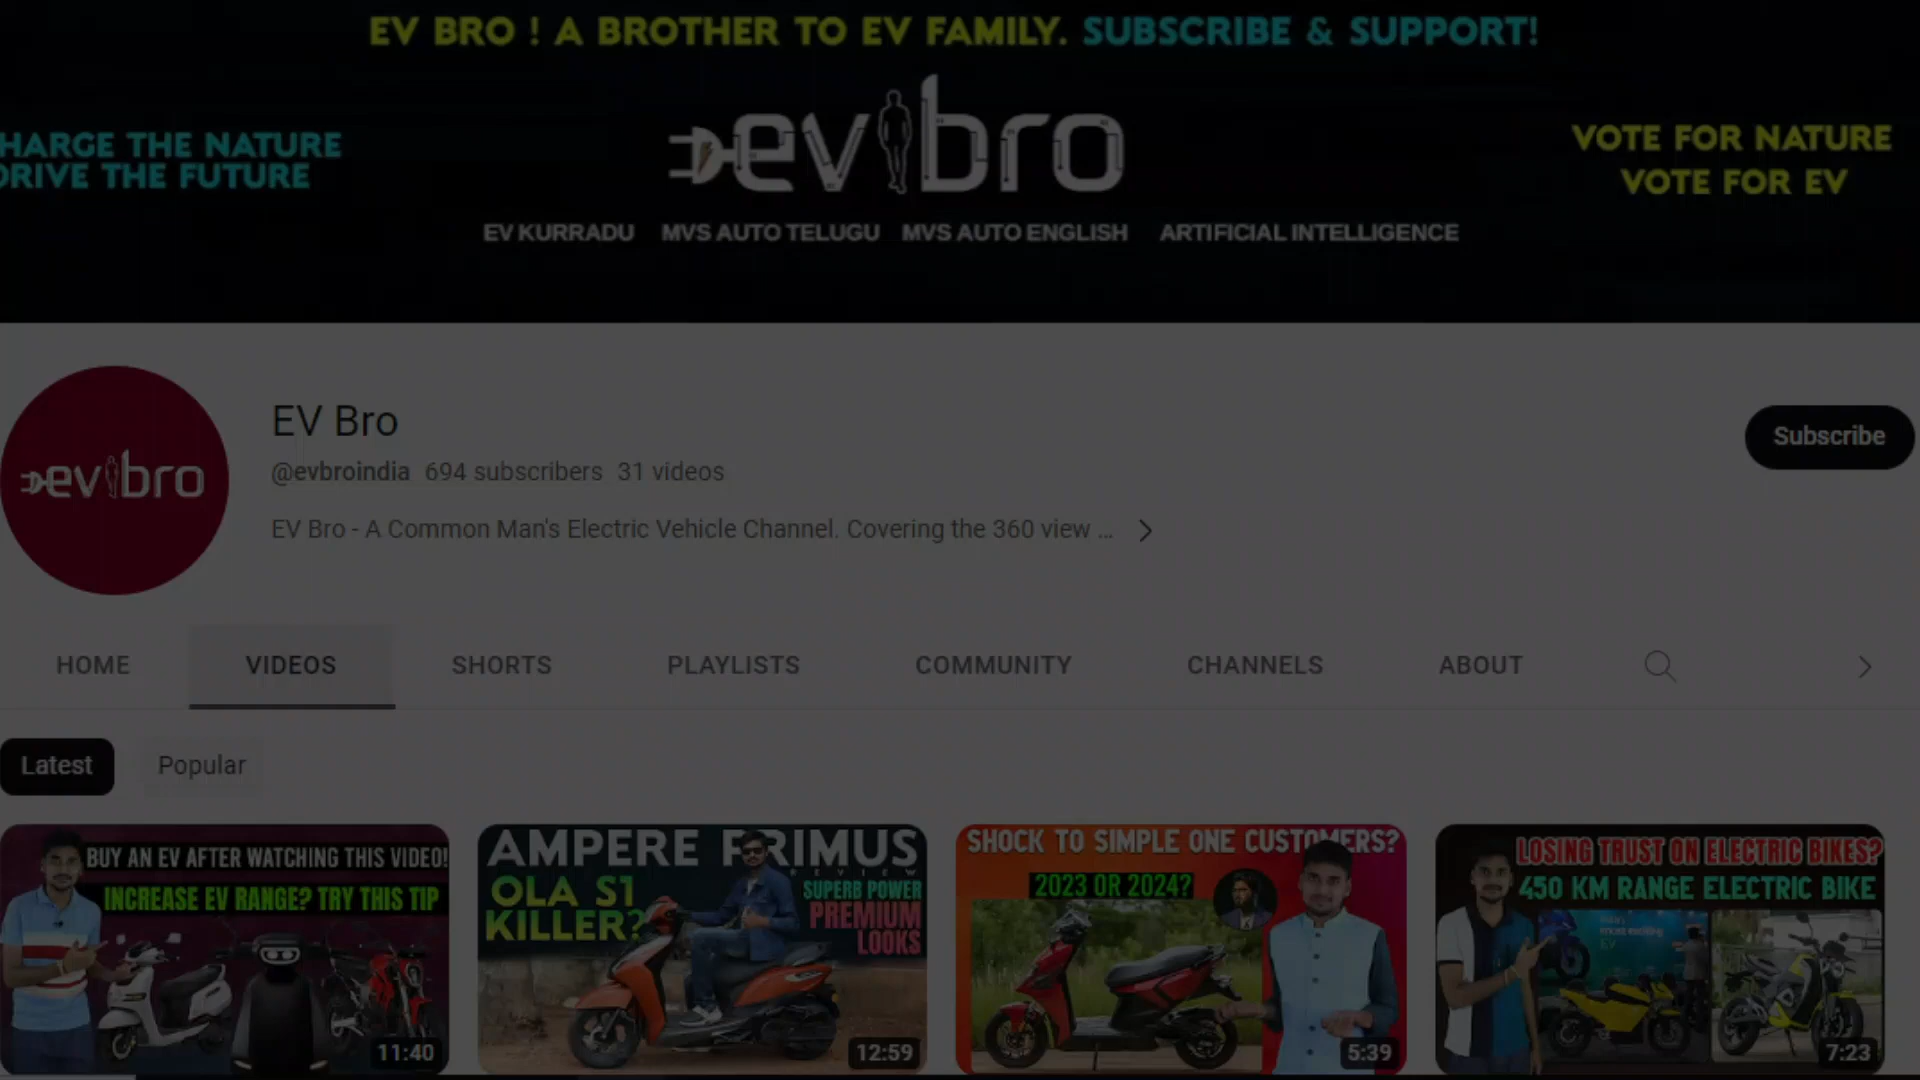 EV BRO ! A BROTHER TO EV FAMILY. SUBSCRIBE & SUPPORT!
HARGE THE NATURE
DRIVE THE FUTURE
ev bro
VOTE FOR NATURE
VOTE FOR EV
EV KURRADU MVS AUTO TELUGU MVS AUTO ENGLISH ARTIFICIAL INTELLIGENCE
ev bro
EV Bro
@evbroindia 694 subscribers 31 videos
EV Bro - A Common Man's Electric Vehicle Channel. Covering the 360 view ...
Subscribe
HOME VIDEOS SHORTS PLAYLISTS COMMUNITY CHANNELS ABOUT
Latest Popular
BUY AN EV AFTER WATCHING THIS VIDEO!
INCREASE EV RANGE? TRY THIS TIP
11:40
AMPERE PRIMUS
REVIEW
OLA S1
KILLER?
SUPERB POWER
PREMIUM
LOOKS
12:59
SHOCK TO SIMPLE ONE CUSTOMERS?
2023 OR 2024?
5:39
LOSING TRUST ON ELECTRIC BIKES?
450 KM RANGE ELECTRIC BIKE
7:23